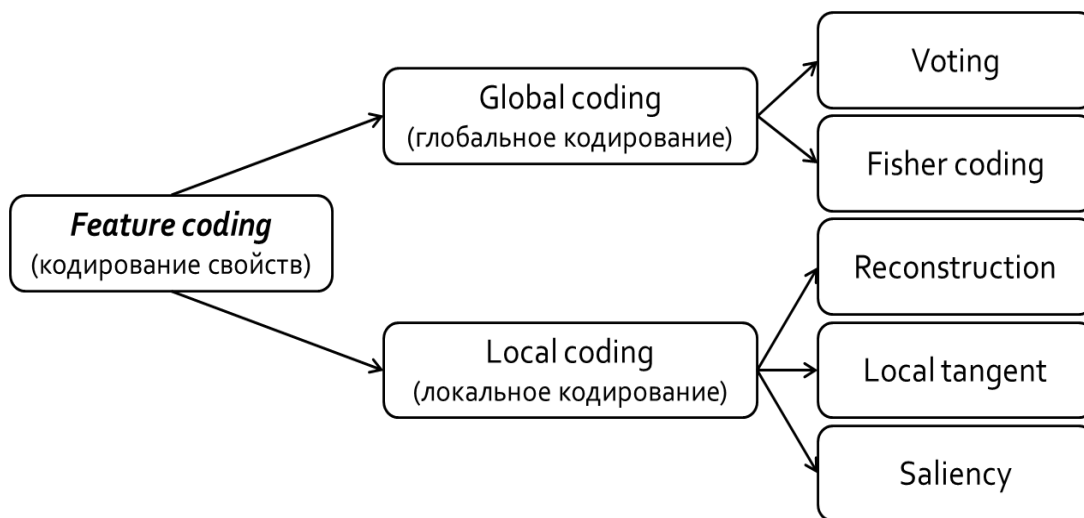 Feature coding
(кодирование свойств)
Global coding
(глобальное кодирование)
Voting
Fisher coding
Local coding
(локальное кодирование)
Reconstruction
Local tangent
Saliency